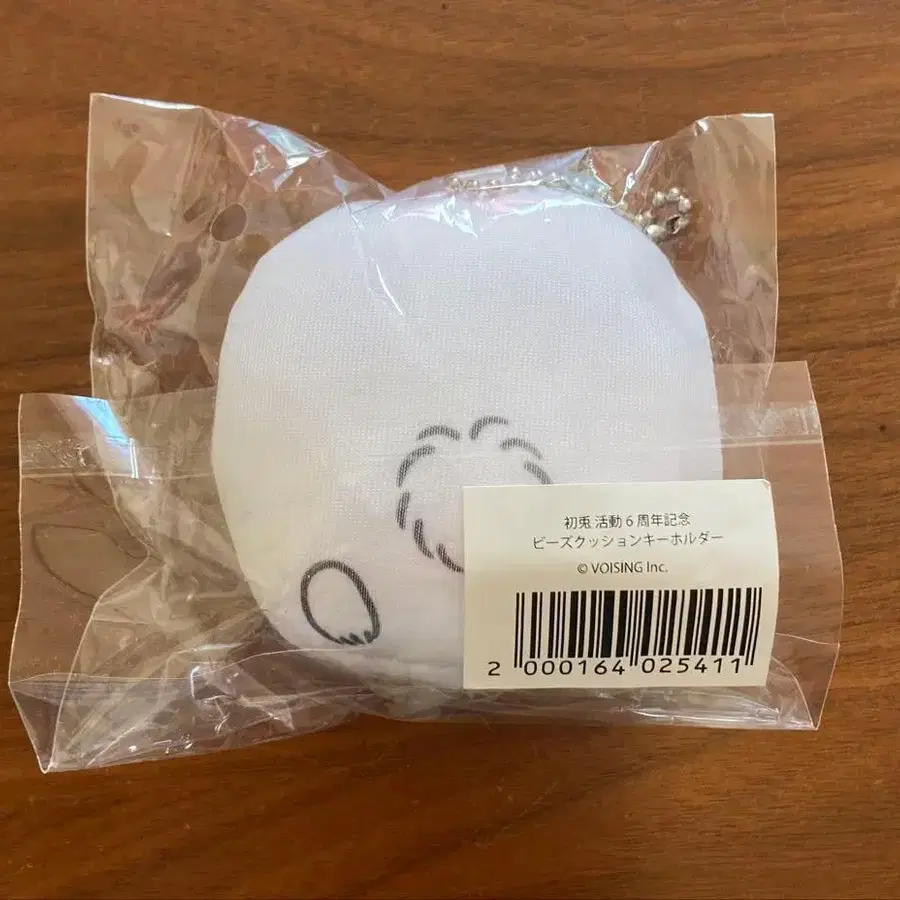 初兎 活動6周年記念
ビーズクッションキーホルダー
© VOISING Inc.
2 000164 025411